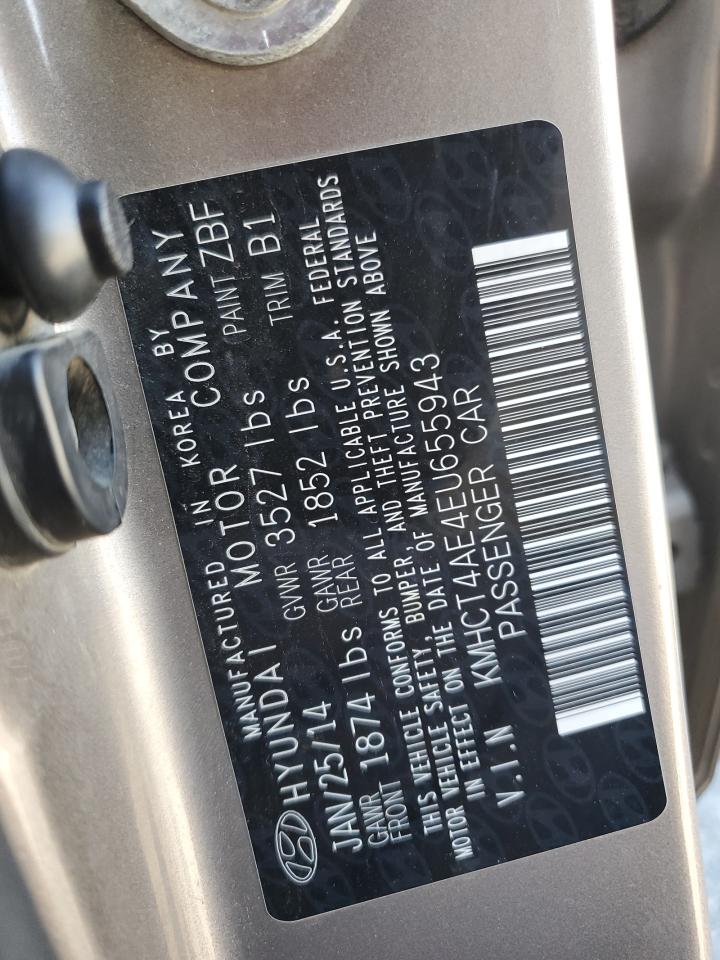 MANUFACTURED IN KOREA BY
HYUNDAI MOTOR COMPANY
JAN/25/14 GVWR 3527 lbs PAINT ZBF
GAWR FRONT 1874 lbs GAWR REAR 1852 lbs TRIM B1
THIS VEHICLE CONFORMS TO ALL APPLICABLE U.S.A. FEDERAL
MOTOR VEHICLE SAFETY, BUMPER, AND THEFT PREVENTION STANDARDS
IN EFFECT ON THE DATE OF MANUFACTURE SHOWN ABOVE
V.I.N KMHCT4AE4EU655943
PASSENGER CAR